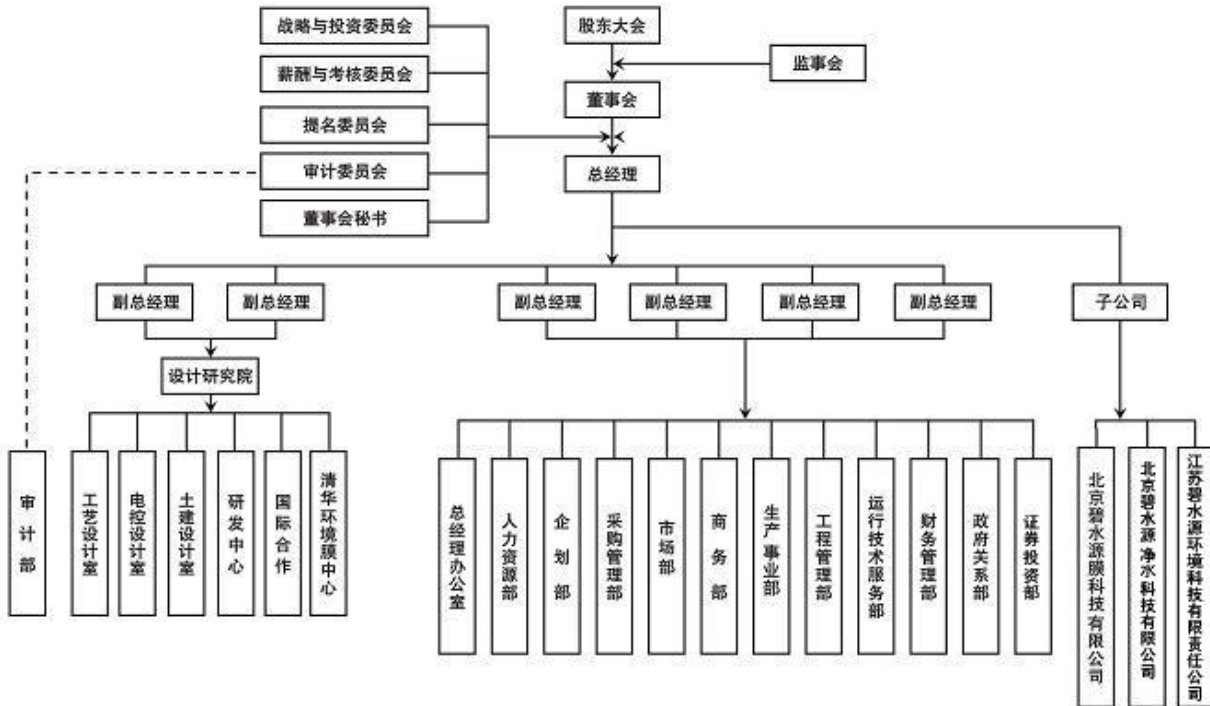 战略与投资委员会
股东大会
薪酬与考核委员会
监事会
董事会
提名委员会
审计委员会
总经理
董事会秘书
副总经理
副总经理
副总经理
副总经理
副总经理
副总经理
子公司
设计研究院
审计部
工艺设计室
电控设计室
土建设计室
研发中心
国际合作
清华环境膜中心
总经理办公室
人力资源部
企划部
采购管理部
市场部
商务部
生产事业部
工程管理部
运行技术服务部
财务管理部
政府关系部
证券投资部
北京碧水源膜科技有限公司
北京碧水源净水科技有限公司
江苏碧水源环境科技有限责任公司